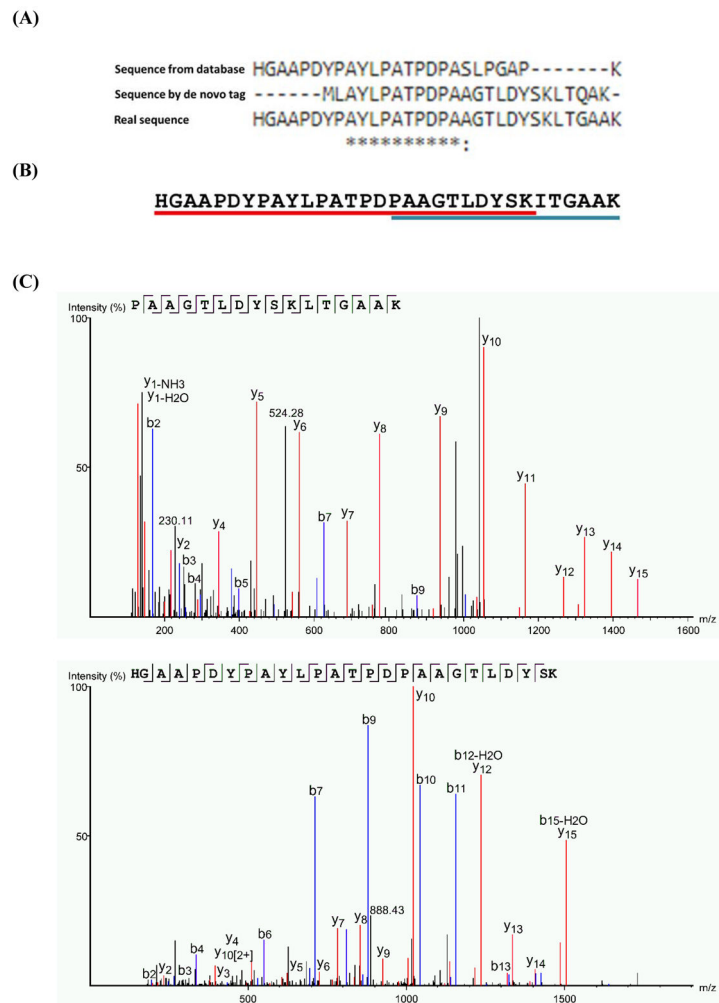 (A)
Sequence from database HGAAPDYPAYLPATPDPASLPGAP-------K
Sequence by de novo tag ------MLAYLPATPDPAAGTLDYSKLTQAK-
Real sequence HGAAPDYPAYLPATPDPAAGTLDYSKLTGAAK
**********:
(B)
HGAAPDYPAYLPATPDPAAGTLDYSKITGAAK
(C)
Intensity (%) P A A G T L D Y S K L T G A A K
100
y10
y1-NH3
y1-H2O
y5
b2
524.28
y6
y8
y9
50
y11
230.11
y4
b7
y7
y2
b3
b4
b5
b9
y12
y13
y14
y15
200 400 600 800 1000 1200 1400 1600 m/z
Intensity (%) HG A A P D Y P A Y L P A T P D P A A G T L D Y SK
100
y10
b9
b12-H2O
y12
b7
b10
b11
b15-H2O
y15
50
888.43
y7
y8
y13
y4
b6
y10[2+]
b4
b2
y2
b3
y3
y5
y6
y9
b13
y14
500 1000 1500 m/z